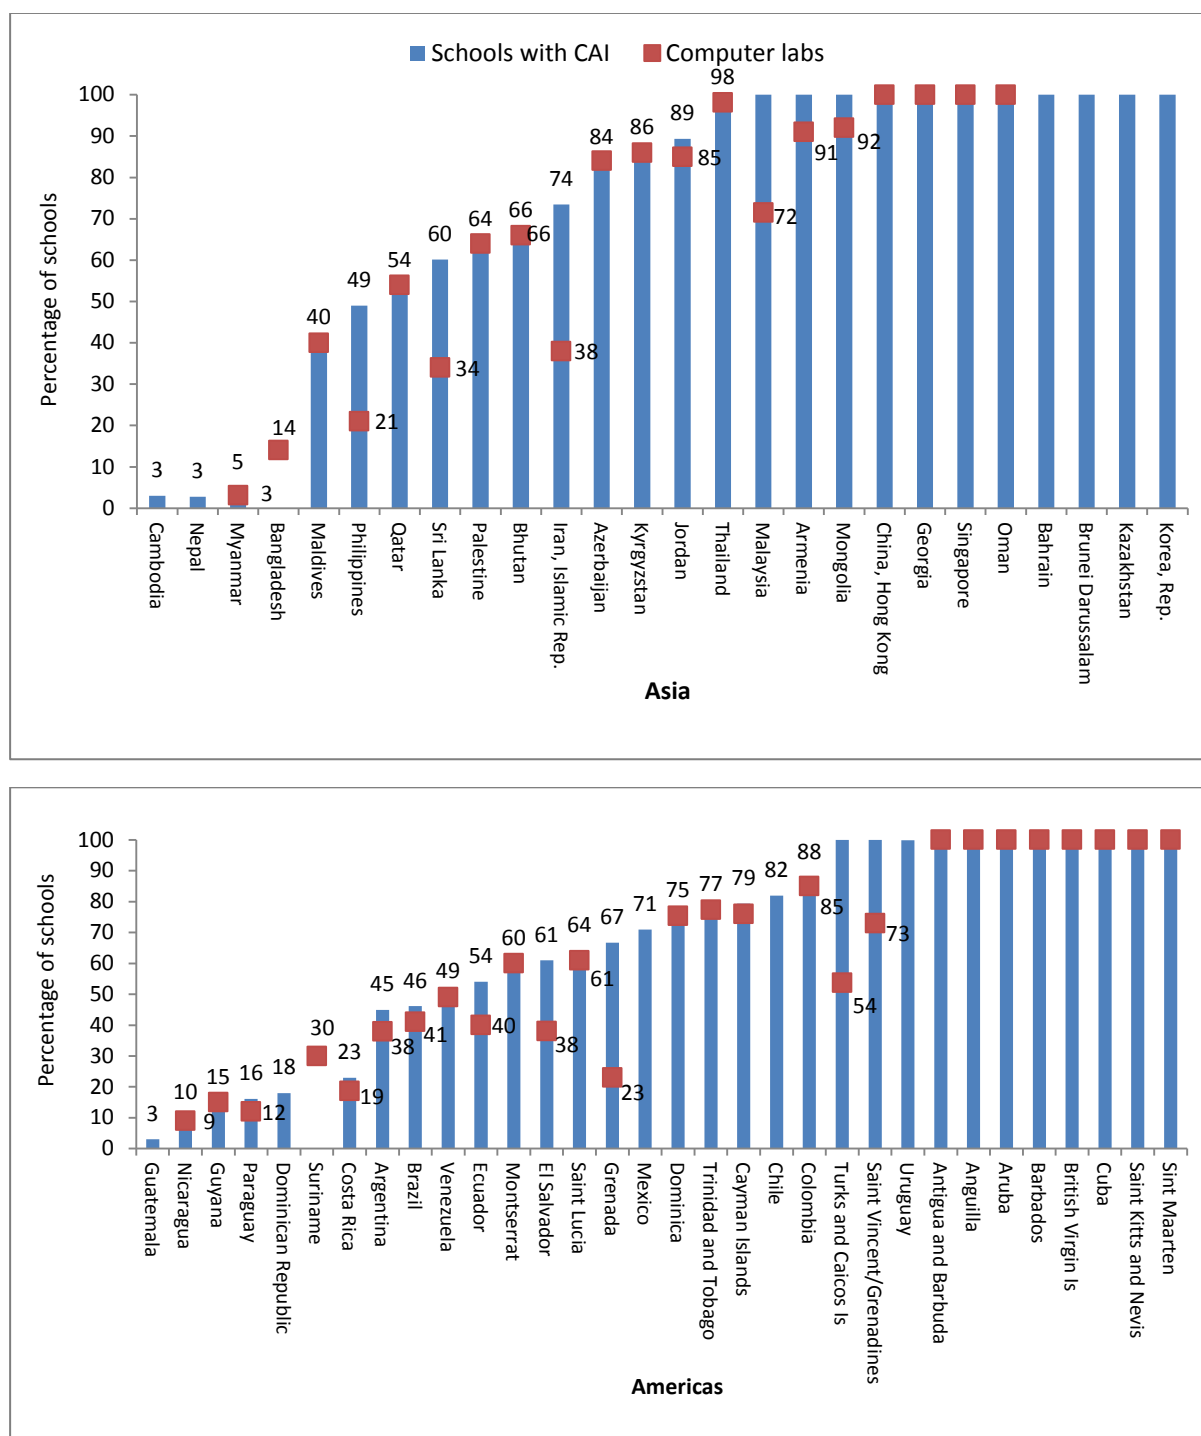 Schools with CAI Computer labs
Percentage of schools
100
90
80
70
60
50
40
30
20
10
0
3
3
5
3
14
40
49
21
54
60
34
64
66
66
74
38
84
86
89
85
98
72
91
92
Cambodia
Nepal
Myanmar
Bangladesh
Maldives
Philippines
Qatar
Sri Lanka
Palestine
Bhutan
Iran, Islamic Rep.
Azerbaijan
Kyrgyzstan
Jordan
Thailand
Malaysia
Armenia
Mongolia
China, Hong Kong
Georgia
Singapore
Oman
Bahrain
Brunei Darussalam
Kazakhstan
Korea, Rep.
Asia
Percentage of schools
100
90
80
70
60
50
40
30
20
10
0
3
10
9
15
16
12
18
30
23
19
45
38
46
41
49
54
40
60
61
38
64
61
67
23
71
75
77
79
82
88
85
54
73
Guatemala
Nicaragua
Guyana
Paraguay
Dominican Republic
Suriname
Costa Rica
Argentina
Brazil
Venezuela
Ecuador
Montserrat
El Salvador
Saint Lucia
Grenada
Mexico
Dominica
Trinidad and Tobago
Cayman Islands
Chile
Colombia
Turks and Caicos Is
Saint Vincent/Grenadines
Uruguay
Antigua and Barbuda
Anguilla
Aruba
Barbados
British Virgin Is
Cuba
Saint Kitts and Nevis
Sint Maarten
Americas